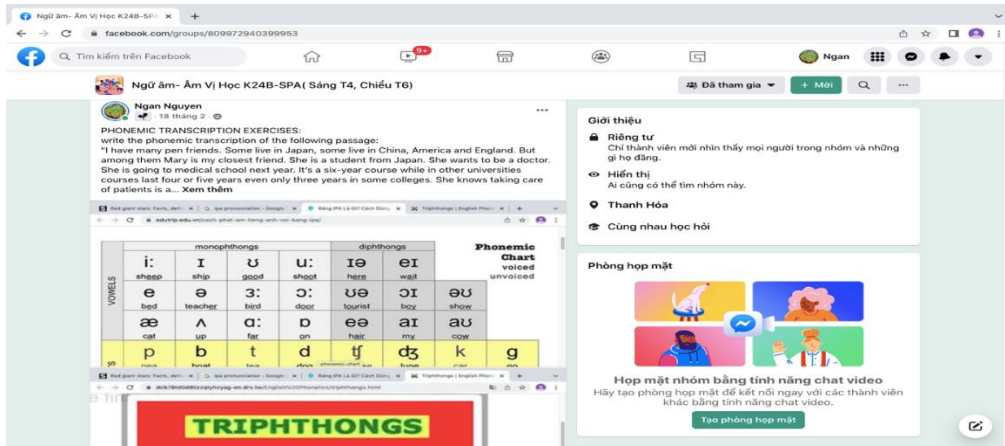 Ngữ âm- Âm Vị Học K24B-SPA
facebook.com/groups/809972940399953
Tìm kiếm trên Facebook
9+
Ngan
Ngữ âm- Âm Vị Học K24B-SPA( Sáng T4, Chiều T6)
Đã tham gia
+ Mời
Ngan Nguyen
18 tháng 2
PHONEMIC TRANSCRIPTION EXERCISES:
write the phonemic transcription of the following passage:
"I have many pen friends. Some live in Japan, some live in China, America and England. But
among them Mary is my closest friend. She is a student from Japan. She wants to be a doctor.
She is going to medical school next year. It's a six-year course while in other universities
courses last four or five years even only three years in some colleges. She knows taking care
of patients is a... Xem thêm
monophthongs diphthongs Phonemic
Chart
voiced
unvoiced
VOWELS
i: ɪ ʊ u: ɪə eɪ
sheep ship good shoot here wait
e ə ɜ: ɔ: ʊə ɔɪ əʊ
bed teacher bird door tourist boy show
æ ʌ ɑ: ɒ eə aɪ aʊ
cat up far on hair my cow
p b t d tʃ dʒ k g
TRIPHTHONGS
Giới thiệu
Riêng tư
Chỉ thành viên mới nhìn thấy mọi người trong nhóm và những
gì họ đăng.
Hiển thị
Ai cũng có thể tìm nhóm này.
Thanh Hóa
Cùng nhau học hỏi
Phòng họp mặt
Họp mặt nhóm bằng tính năng chat video
Hãy tạo phòng họp mặt để kết nối ngay với các thành viên
khác bằng tính năng chat video.
Tạo phòng họp mặt